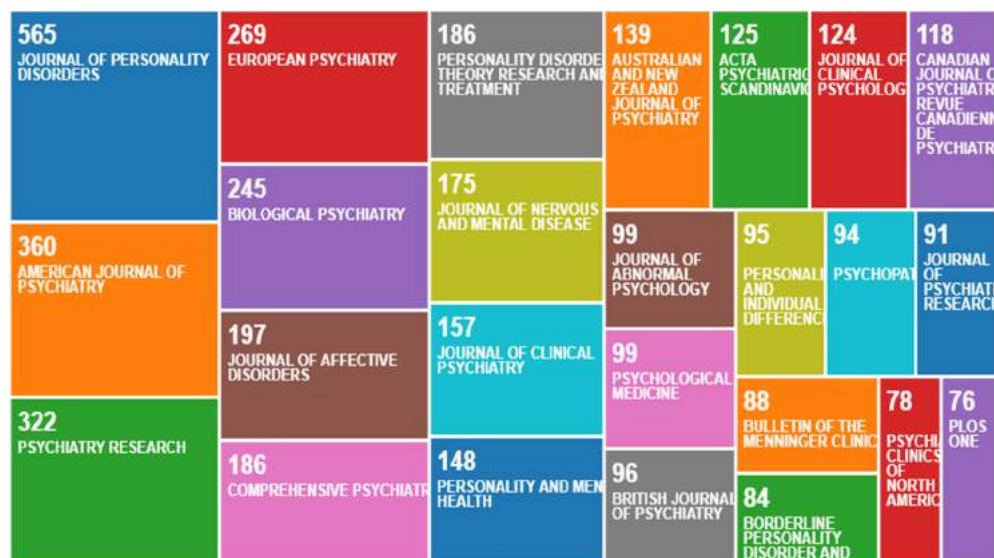 565
JOURNAL OF PERSONALITY
DISORDERS
360
AMERICAN JOURNAL OF
PSYCHIATRY
322
PSYCHIATRY RESEARCH
269
EUROPEAN PSYCHIATRY
245
BIOLOGICAL PSYCHIATRY
197
JOURNAL OF AFFECTIVE
DISORDERS
186
COMPREHENSIVE PSYCHIATR
186
PERSONALITY DISORDE
THEORY RESEARCH AND
TREATMENT
175
JOURNAL OF NERVOUS
AND MENTAL DISEASE
157
JOURNAL OF CLINICAL
PSYCHIATRY
148
PERSONALITY AND MEN
HEALTH
139
AUSTRALIAN
AND NEW
ZEALAND
JOURNAL OF
PSYCHIATRY
125
ACTA
PSYCHIATRIC
SCANDINAVIC
124
JOURNAL OF
CLINICAL
PSYCHOLOG
118
CANADIAN
JOURNAL O
PSYCHIATR
REVUE
CANADIENN
DE
PSYCHIATR
99
JOURNAL OF
ABNORMAL
PSYCHOLOGY
99
PSYCHOLOGICAL
MEDICINE
96
BRITISH JOURNAL
OF PSYCHIATRY
95
PERSONALI
AND
INDIVIDUAL
DIFFERENC
94
PSYCHOPAT
91
JOURNAL
OF
PSYCHIATR
RESEARCH
88
BULLETIN OF THE
MENNINGER CLINIC
84
BORDERLINE
PERSONALITY
DISORDER AND
78
PSYCHI
CLINICS
OF
NORTH
AMERIC
76
PLOS
ONE